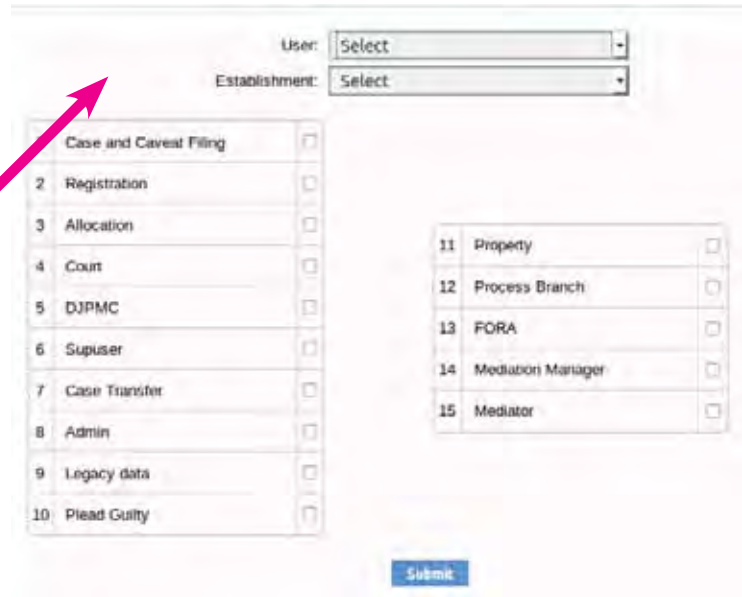 User: Select
Establishment: Select
Case and Caveat Filing
2 Registration
3 Allocation
4 Court
5 DJPMC
6 Supuser
7 Case Transfer
8 Admin
9 Legacy data
10 Plead Guilty
11 Property
12 Process Branch
13 FORA
14 Mediation Manager
15 Mediator
Submit